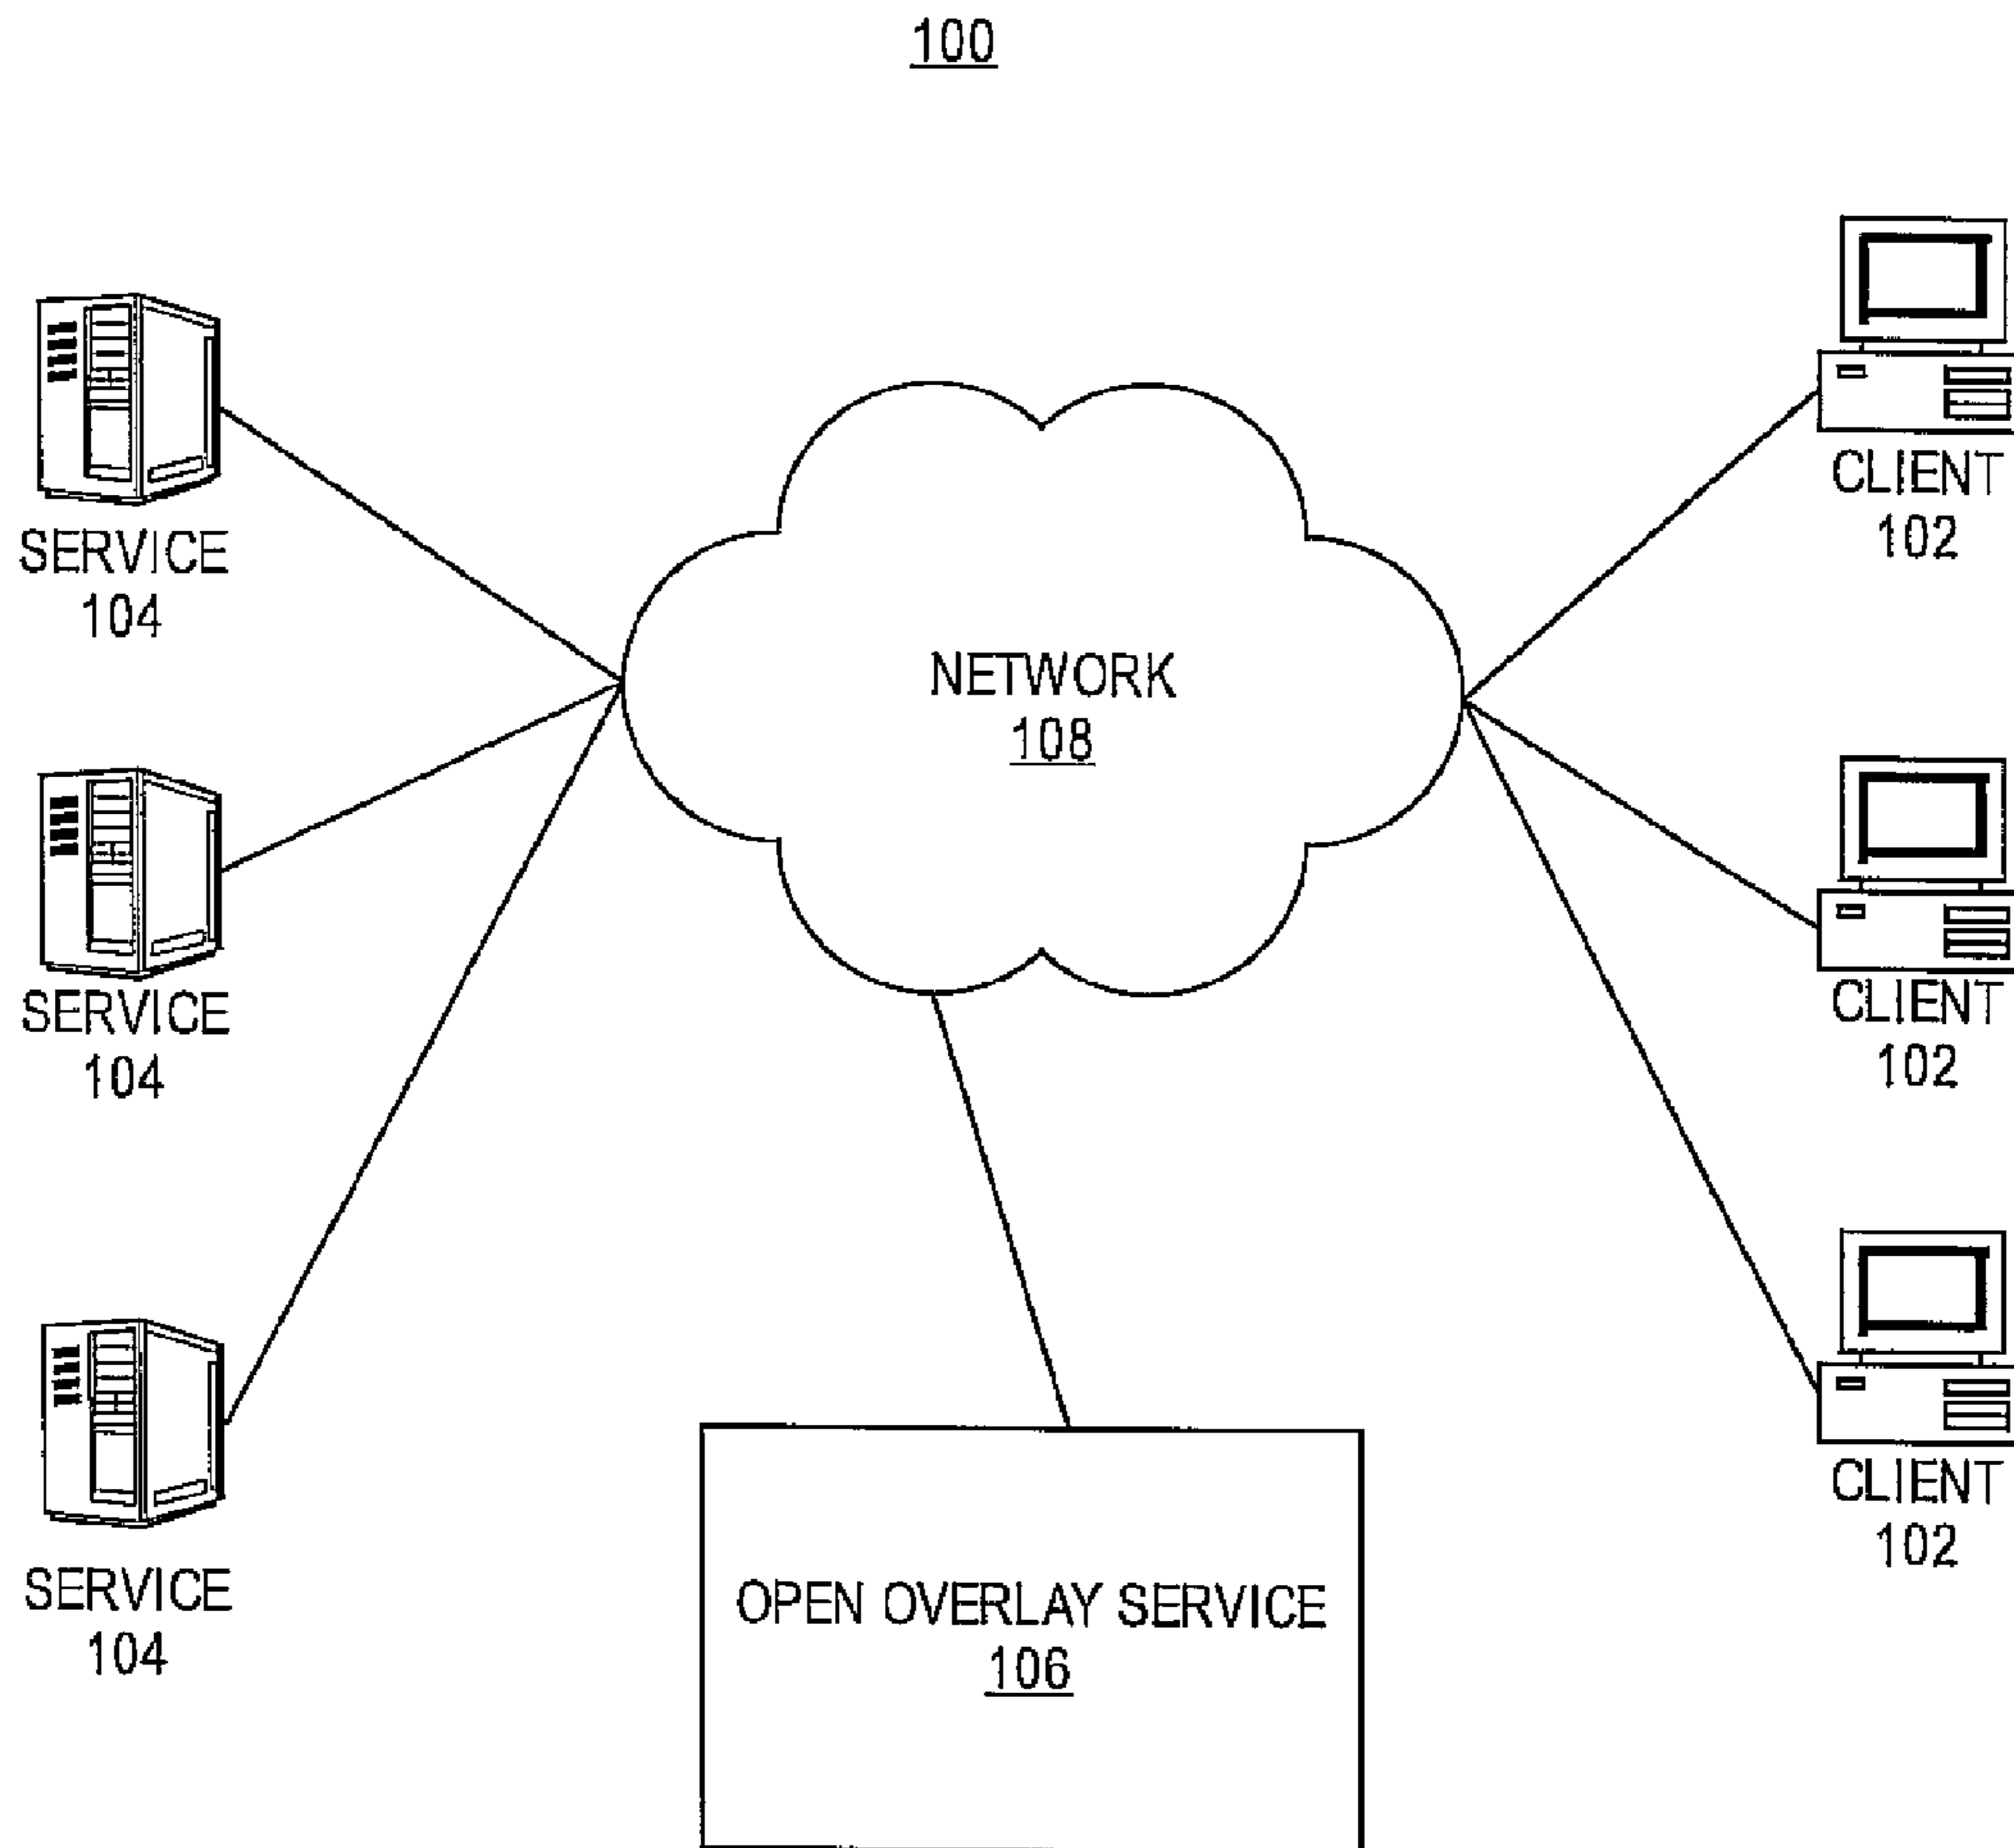 100
SERVICE
104
CLIENT
102
NETWORK
108
SERVICE
104
CLIENT
102
SERVICE
104
OPEN OVERLAY SERVICE
106
CLIENT
102